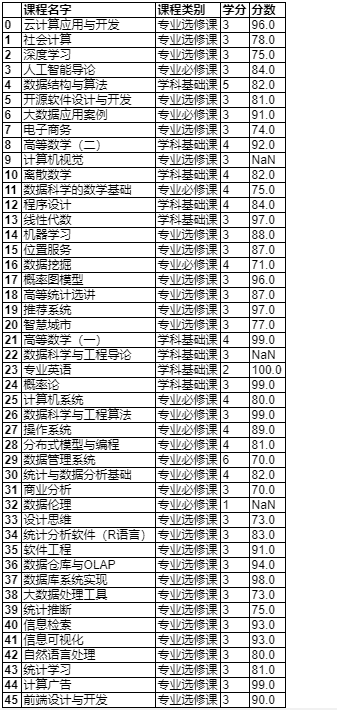 课程名字 课程类别 学分 分数
0 云计算应用与开发 专业选修课 3 96.0
1 社会计算 专业选修课 3 78.0
2 深度学习 专业选修课 3 75.0
3 人工智能导论 专业必修课 3 84.0
4 数据结构与算法 学科基础课 5 82.0
5 开源软件设计与开发 专业选修课 3 81.0
6 大数据应用案例 专业必修课 3 91.0
7 电子商务 专业选修课 3 74.0
8 高等数学（二） 学科基础课 4 92.0
9 计算机视觉 专业选修课 3 NaN
10 离散数学 学科基础课 4 82.0
11 数据科学的数学基础 专业必修课 4 75.0
12 程序设计 学科基础课 4 84.0
13 线性代数 学科基础课 3 97.0
14 机器学习 专业选修课 3 88.0
15 位置服务 专业选修课 3 87.0
16 数据挖掘 专业必修课 4 71.0
17 概率图模型 专业选修课 3 96.0
18 高等统计选讲 专业选修课 3 87.0
19 推荐系统 专业选修课 3 97.0
20 智慧城市 专业选修课 3 77.0
21 高等数学（一） 学科基础课 4 99.0
22 数据科学与工程导论 学科基础课 3 NaN
23 专业英语 学科基础课 2 100.0
24 概率论 学科基础课 3 99.0
25 计算机系统 专业必修课 4 80.0
26 数据科学与工程算法 专业必修课 3 99.0
27 操作系统 专业必修课 4 89.0
28 分布式模型与编程 专业必修课 4 81.0
29 数据管理系统 专业必修课 6 70.0
30 统计与数据分析基础 专业必修课 4 82.0
31 商业分析 专业必修课 3 70.0
32 数据伦理 专业必修课 1 NaN
33 设计思维 专业选修课 3 73.0
34 统计分析软件（R语言） 专业选修课 3 83.0
35 软件工程 专业选修课 3 91.0
36 数据仓库与OLAP 专业选修课 3 94.0
37 数据库系统实现 专业选修课 3 98.0
38 大数据处理工具 专业选修课 3 73.0
39 统计推断 专业选修课 3 75.0
40 信息检索 专业选修课 3 93.0
41 信息可视化 专业选修课 3 93.0
42 自然语言处理 专业选修课 3 80.0
43 统计学习 专业选修课 3 81.0
44 计算广告 专业选修课 3 99.0
45 前端设计与开发 专业选修课 3 90.0